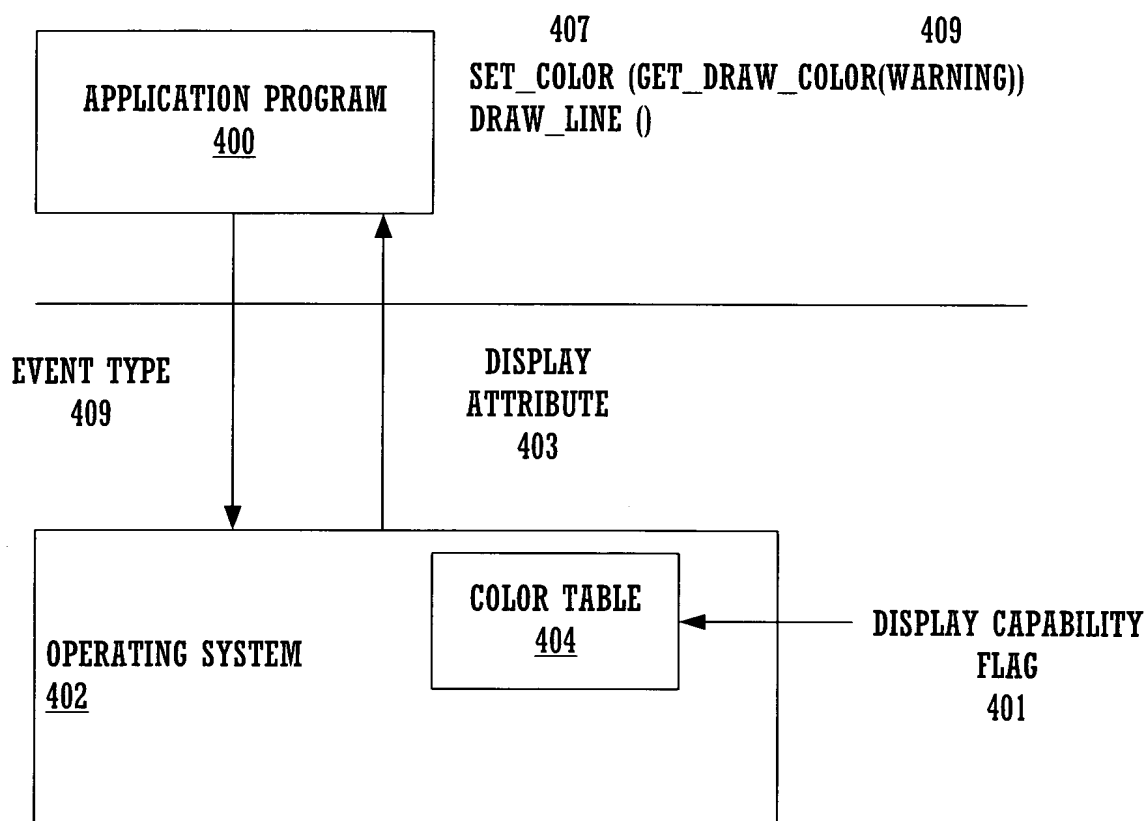 407 409
SET_COLOR (GET_DRAW_COLOR(WARNING))
DRAW_LINE ()
APPLICATION PROGRAM
400
EVENT TYPE
409
DISPLAY
ATTRIBUTE
403
COLOR TABLE
404
OPERATING SYSTEM
402
DISPLAY CAPABILITY
FLAG
401